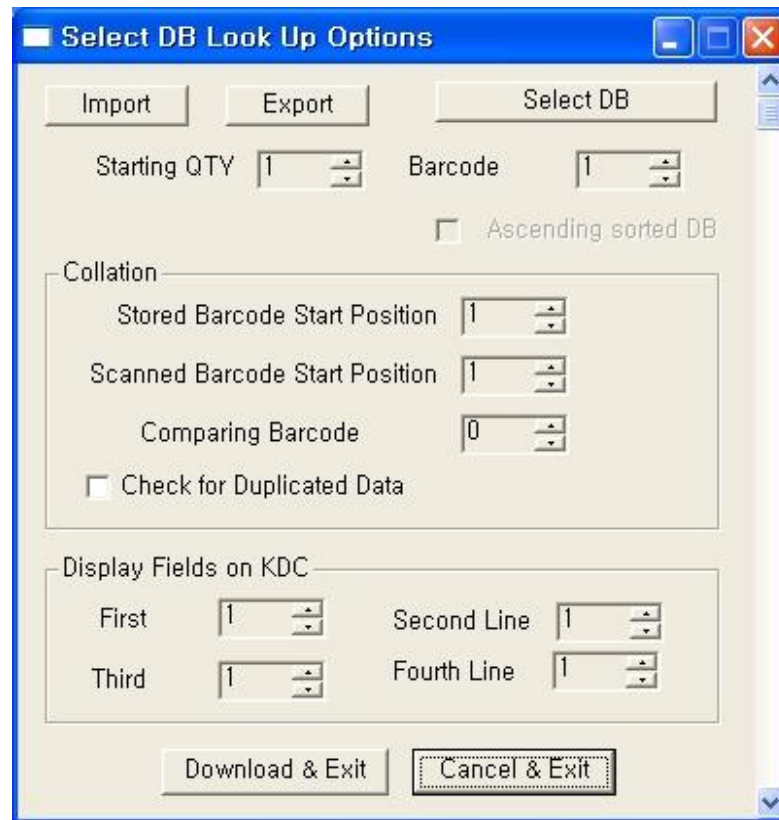 Select DB Look Up Options
Import Export Select DB
Starting QTY 1 Barcode 1
Ascending sorted DB
Collation
Stored Barcode Start Position 1
Scanned Barcode Start Position 1
Comparing Barcode 0
Check for Duplicated Data
Display Fields on KDC
First 1 Second Line 1
Third 1 Fourth Line 1
Download & Exit Cancel & Exit